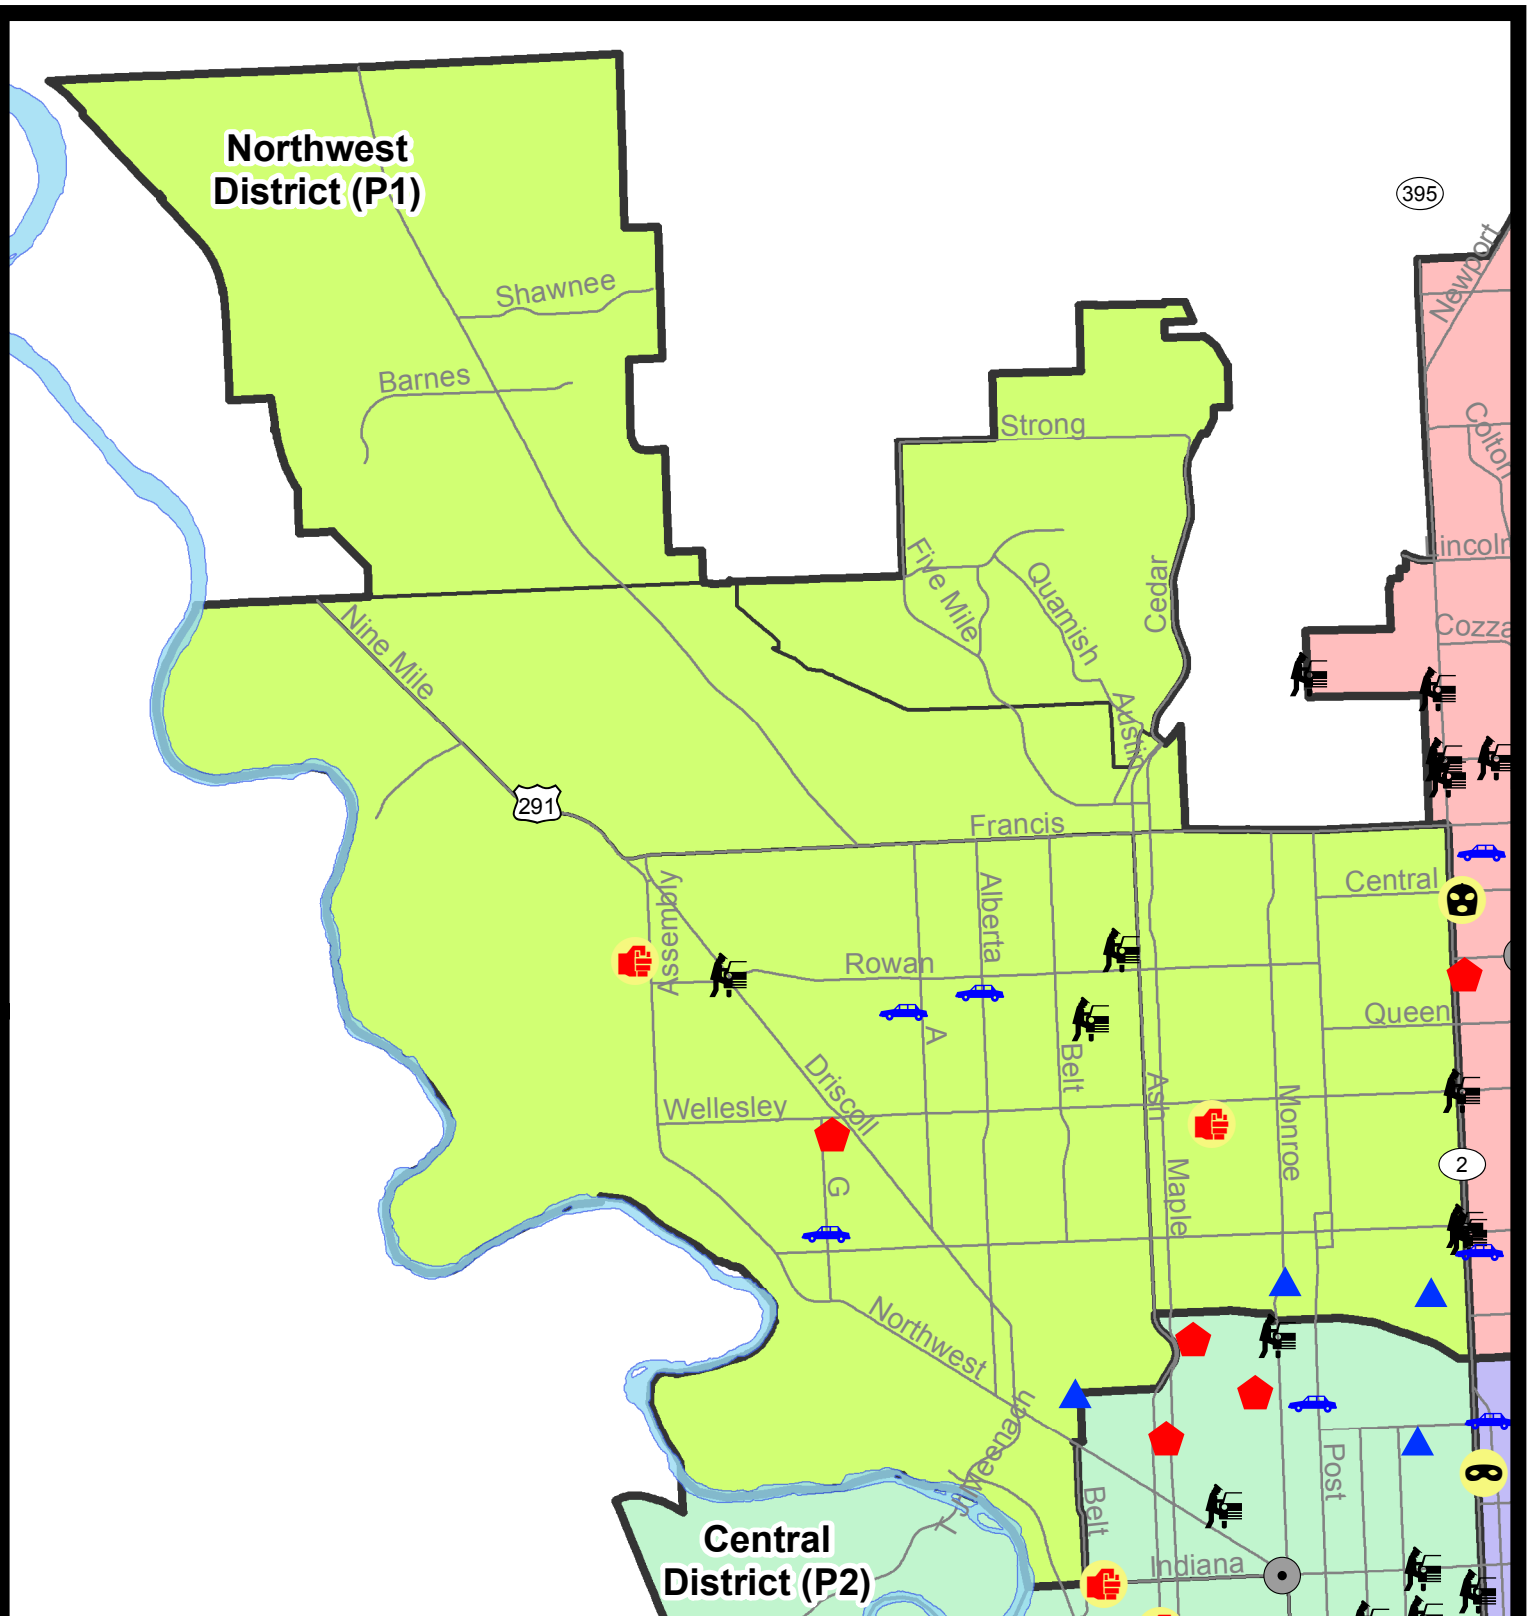 Northwest
District (P1)
395
Newport
Shawnee
Barnes
Strong
Colton
Lincoln
Five Mile
Quamish
Cedar
Cozza
Nine Mile
Austin
291
Francis
Central
Assembly
Alberta
Rowan
Queen
A
Belt
Driscoll
Ash
Monroe
Wellesley
2
G
Maple
Northwest
Post
Belt
Central
District (P2)
Indiana